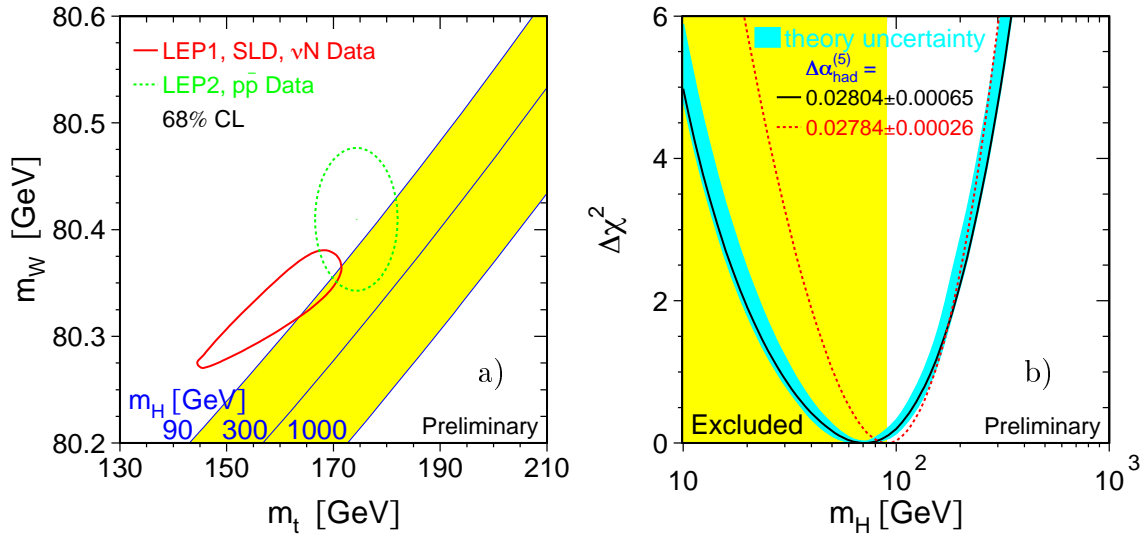 80.6
80.5
80.4
80.3
80.2
m_W [GeV]
LEP1, SLD, νN Data
LEP2, pp̄ Data
68% CL
a)
m_H [GeV]
90 300 1000
Preliminary
130 150 170 190 210
m_t [GeV]
6
4
2
0
Δχ²
theory uncertainty
Δα_had^(5) =
0.02804±0.00065
0.02784±0.00026
b)
Excluded
Preliminary
10 10² 10³
m_H [GeV]